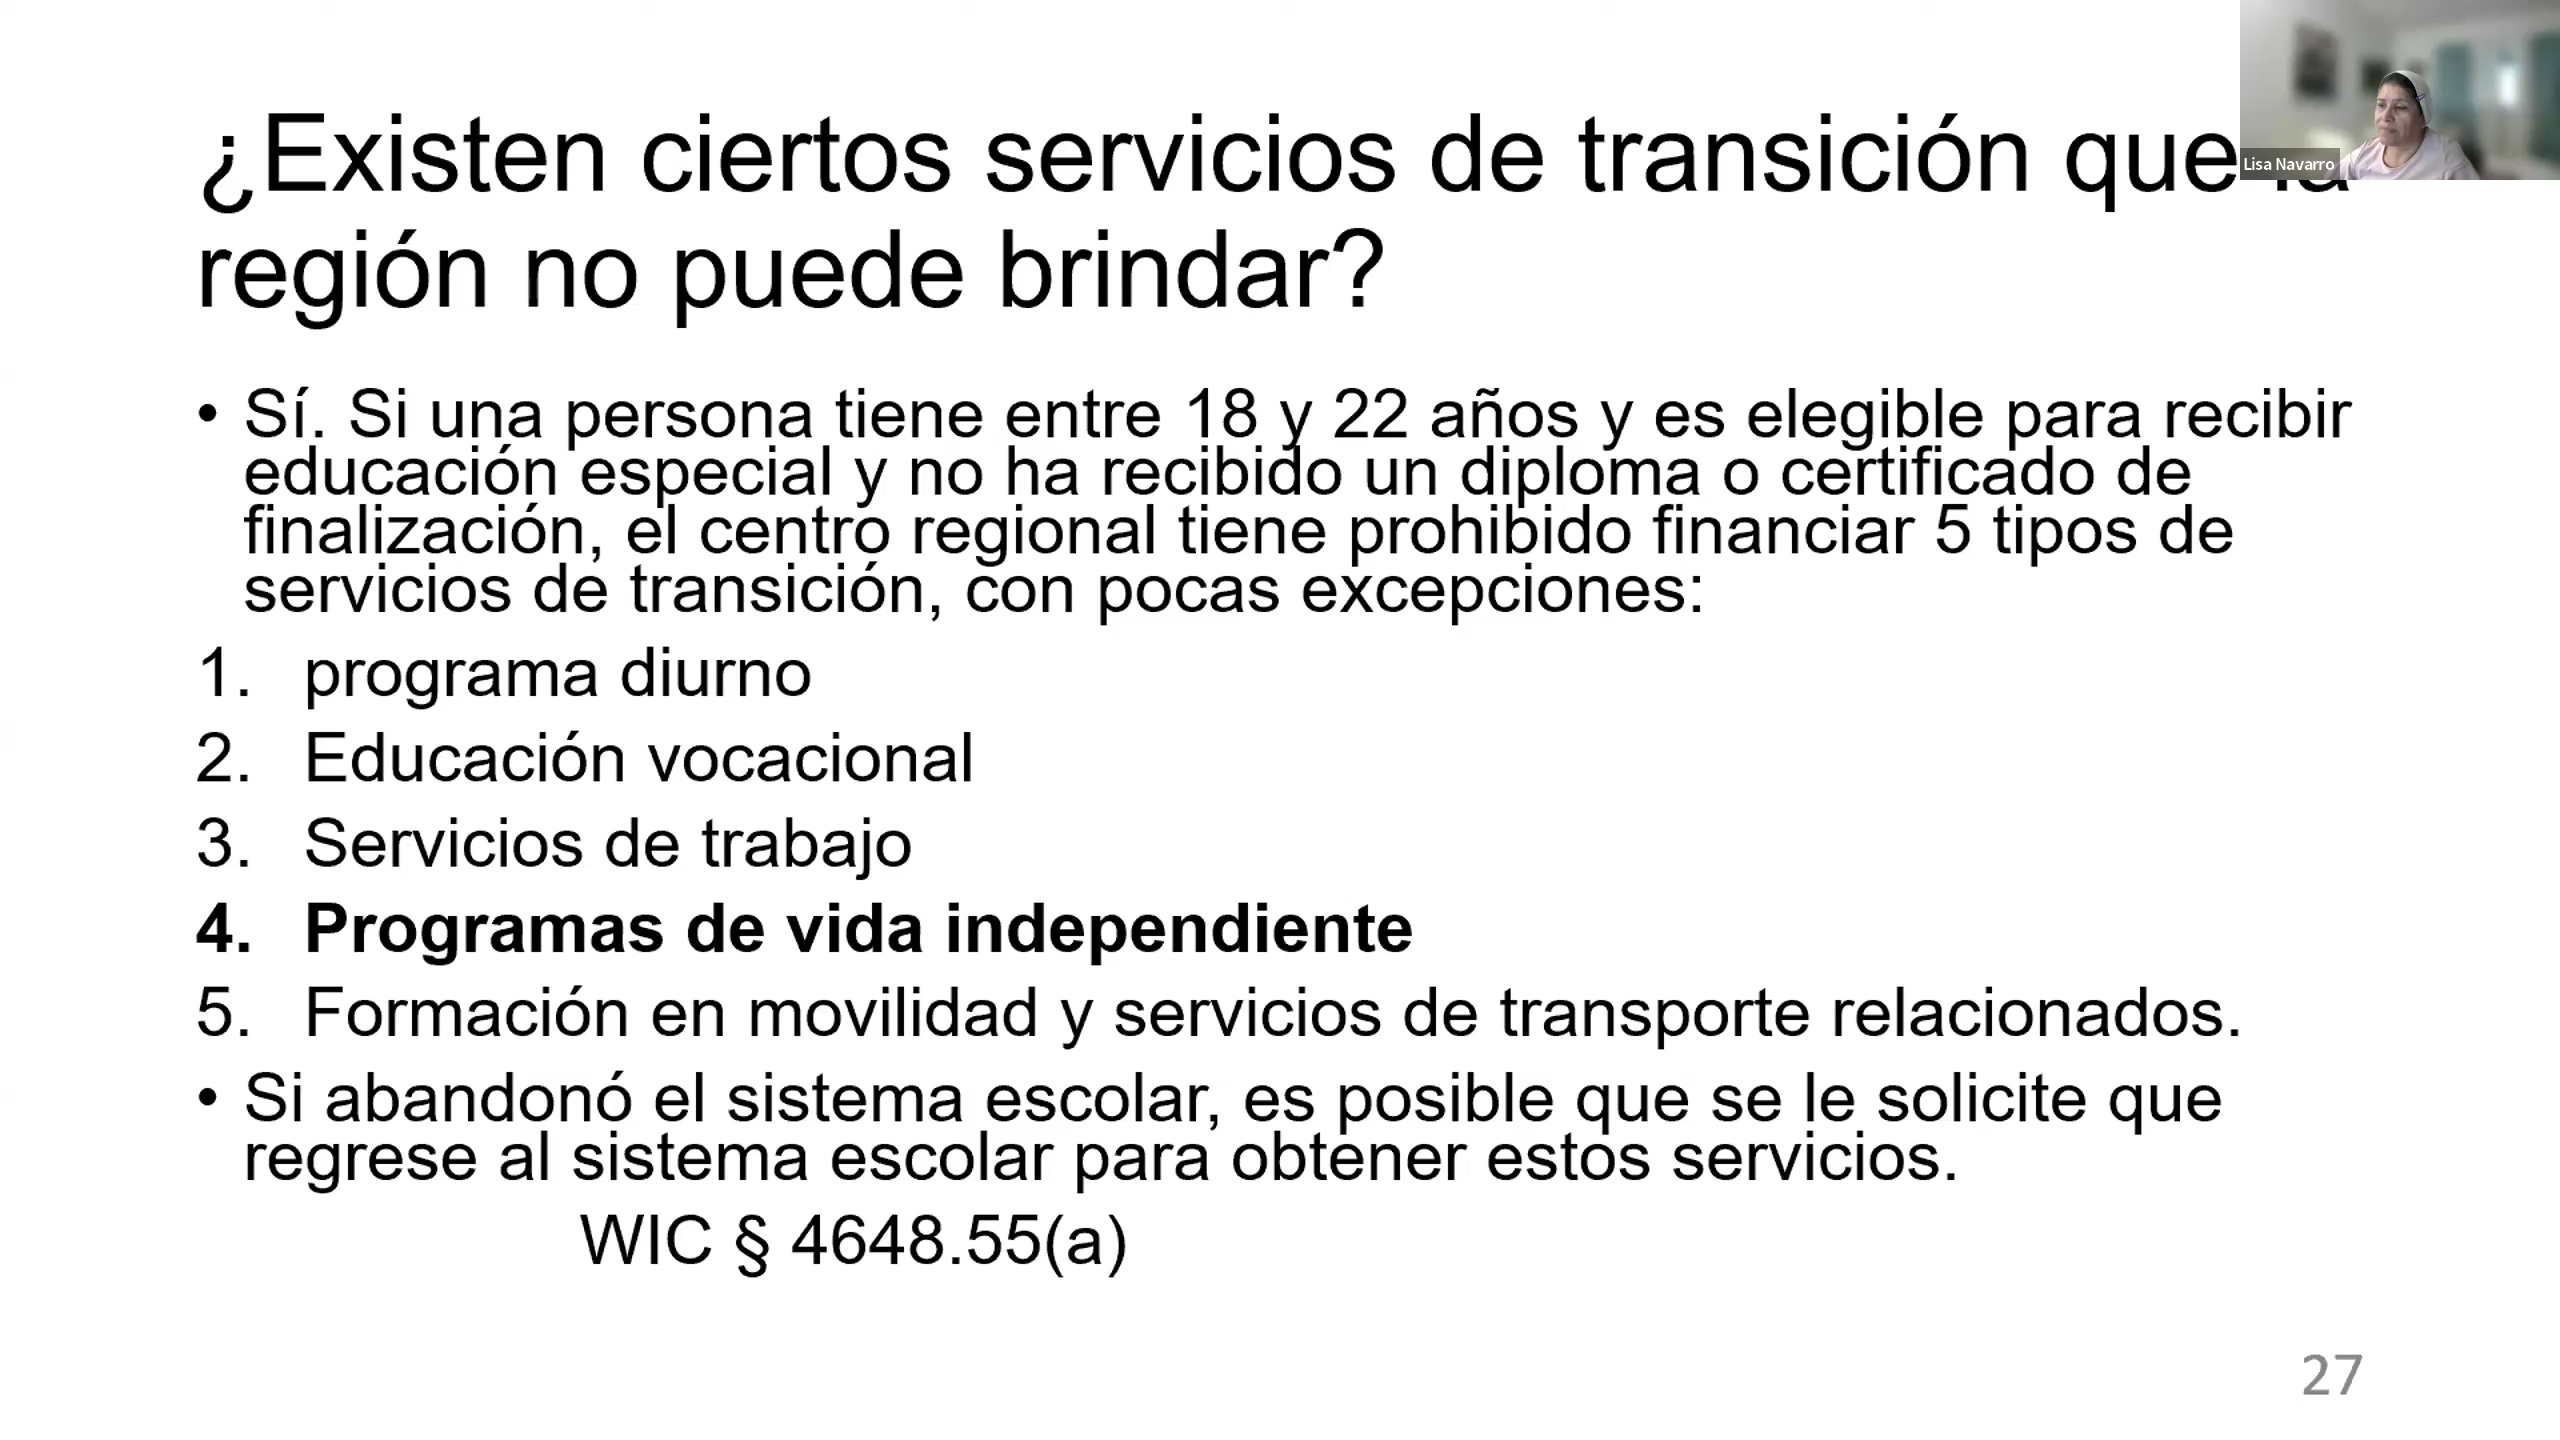 ¿Existen ciertos servicios de transición que
Lisa Navarro
región no puede brindar?
• Sí. Si una persona tiene entre 18 y 22 años y es elegible para recibir
educación especial y no ha recibido un diploma o certificado de
finalización, el centro regional tiene prohibido financiar 5 tipos de
servicios de transición, con pocas excepciones:
1. programa diurno
2. Educación vocacional
3. Servicios de trabajo
4. Programas de vida independiente
5. Formación en movilidad y servicios de transporte relacionados.
• Si abandonó el sistema escolar, es posible que se le solicite que
regrese al sistema escolar para obtener estos servicios.
WIC § 4648.55(a)
27